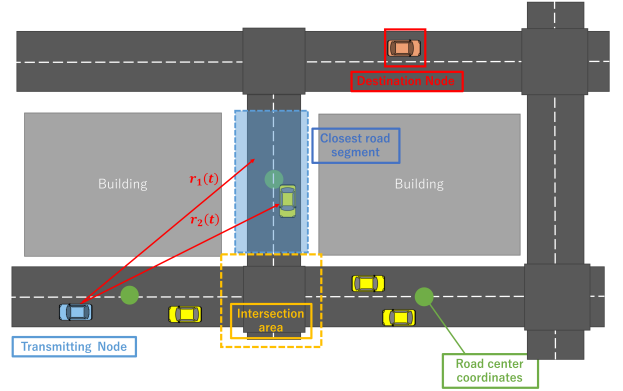 Destination Node
Closest road
segment
Building
Building
r₁(t)
r₂(t)
Intersection
area
Transmitting Node
Road center
coordinates